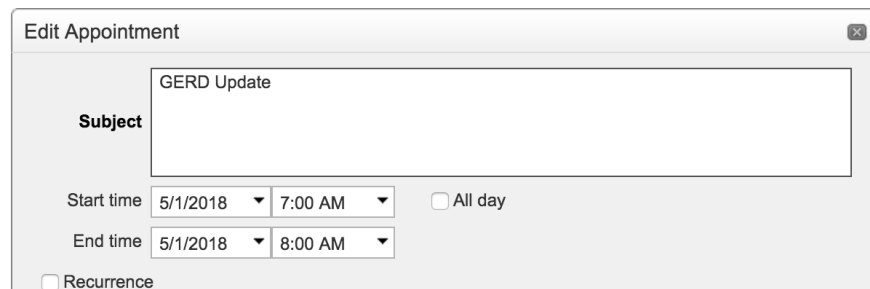 Edit Appointment
GERD Update
Subject
Start time 5/1/2018 7:00 AM All day
End time 5/1/2018 8:00 AM
Recurrence